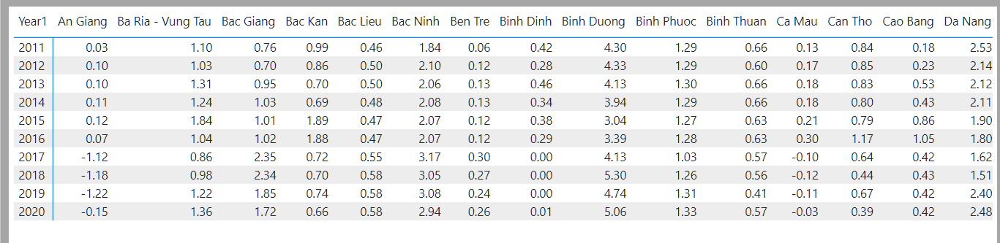 Year1 An Giang Ba Ria - Vung Tau Bac Giang Bac Kan Bac Lieu Bac Ninh Ben Tre Binh Dinh Binh Duong Binh Phuoc Binh Thuan Ca Mau Can Tho Cao Bang Da Nang
2011 0.03 1.10 0.76 0.99 0.46 1.84 0.06 0.42 4.30 1.29 0.66 0.13 0.84 0.18 2.53
2012 0.10 1.03 0.70 0.86 0.50 2.10 0.12 0.28 4.33 1.29 0.60 0.17 0.85 0.23 2.14
2013 0.10 1.31 0.95 0.70 0.50 2.06 0.13 0.46 4.13 1.30 0.66 0.18 0.83 0.53 2.12
2014 0.11 1.24 1.03 0.69 0.48 2.08 0.12 0.34 3.94 1.29 0.66 0.18 0.80 0.43 2.11
2015 0.12 1.84 1.01 1.89 0.47 2.07 0.12 0.38 3.04 1.27 0.63 0.21 0.79 0.86 1.90
2016 0.07 1.04 1.02 1.88 0.47 2.07 0.12 0.29 3.39 1.28 0.63 0.30 1.17 1.05 1.80
2017 -1.12 0.86 2.35 0.72 0.55 3.17 0.30 0.00 4.13 1.03 0.57 -0.10 0.64 0.42 1.62
2018 -1.18 0.98 2.34 0.70 0.58 3.05 0.27 0.00 5.30 1.26 0.56 -0.12 0.44 0.43 1.51
2019 -1.22 1.22 1.85 0.74 0.58 3.08 0.24 0.00 4.74 1.31 0.41 -0.11 0.67 0.42 2.40
2020 -0.15 1.36 1.72 0.66 0.58 2.94 0.26 0.01 5.06 1.33 0.57 -0.03 0.39 0.42 2.48